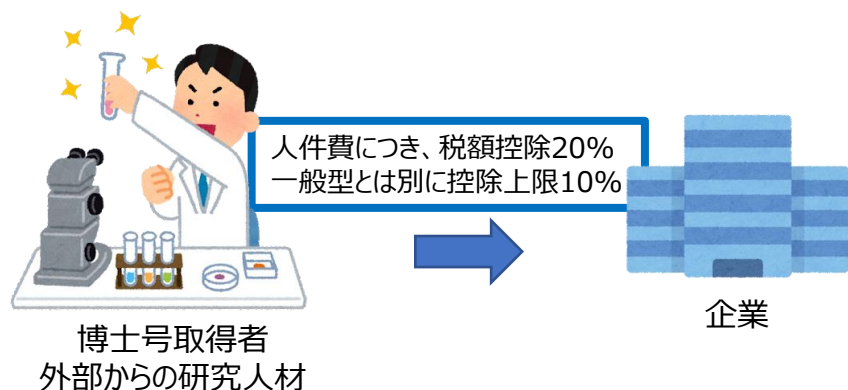 人件費につき、税額控除20%
一般型とは別に控除上限10%
博士号取得者
外部からの研究人材
企業